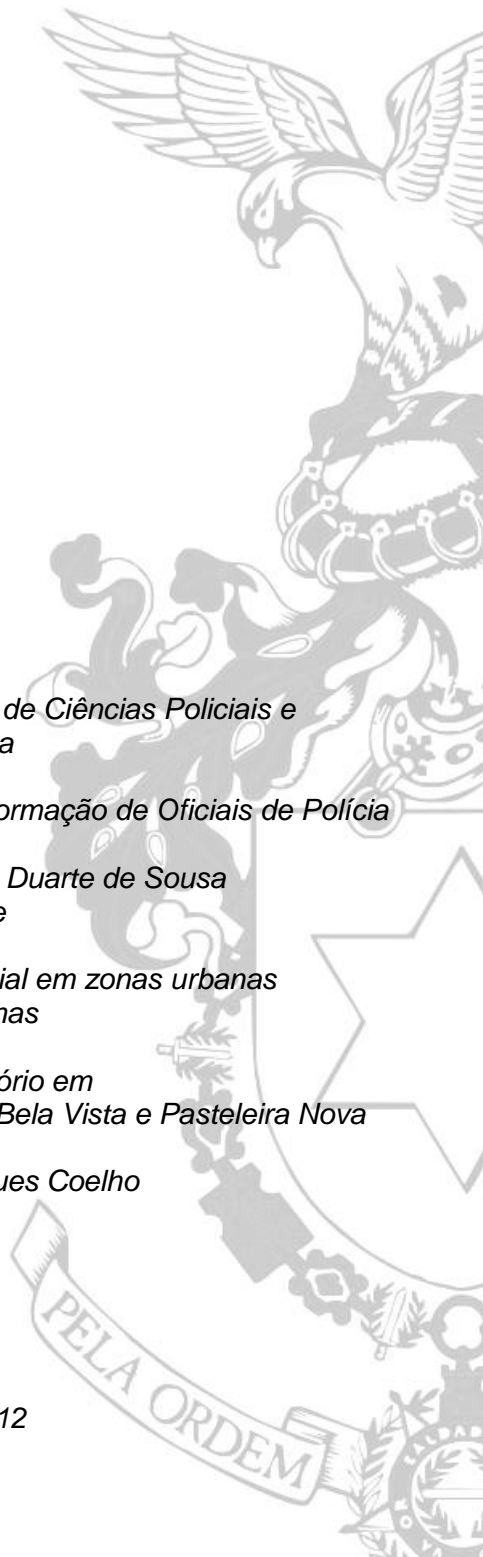 de Ciências Policiais e
a
ormação de Oficiais de Polícia
Duarte de Sousa
e
ial em zonas urbanas
nas
ório em
Bela Vista e Pasteleira Nova
ues Coelho
12
PELA ORDEM